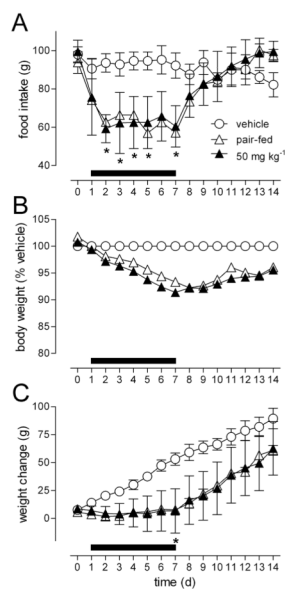 A
food intake (g)
100
80
60
40
vehicle
pair-fed
50 mg kg⁻¹
* * * * *
0 1 2 3 4 5 6 7 8 9 10 11 12 13 14
B
body weight (% vehicle)
105
100
95
90
85
80
0 1 2 3 4 5 6 7 8 9 10 11 12 13 14
C
weight change (g)
100
75
50
25
0
*
0 1 2 3 4 5 6 7 8 9 10 11 12 13 14
time (d)